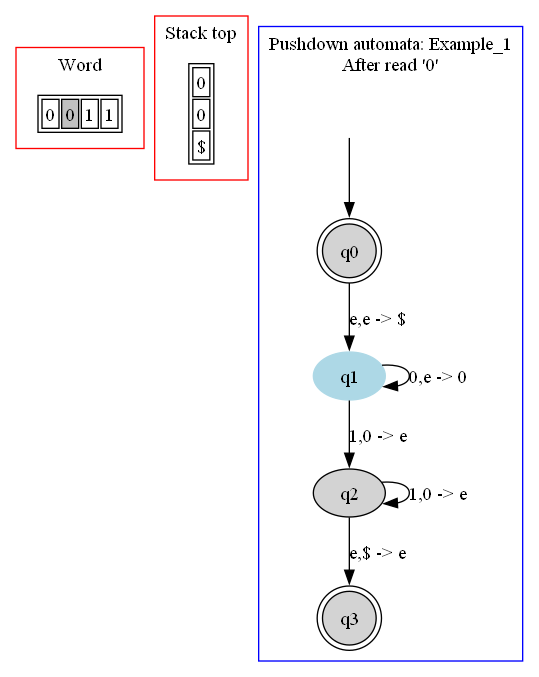 Word
0 0 1 1
Stack top
0
0
$
Pushdown automata: Example_1
After read '0'
q0
e,e -> $
q1
0,e -> 0
1,0 -> e
q2
1,0 -> e
e,$ -> e
q3